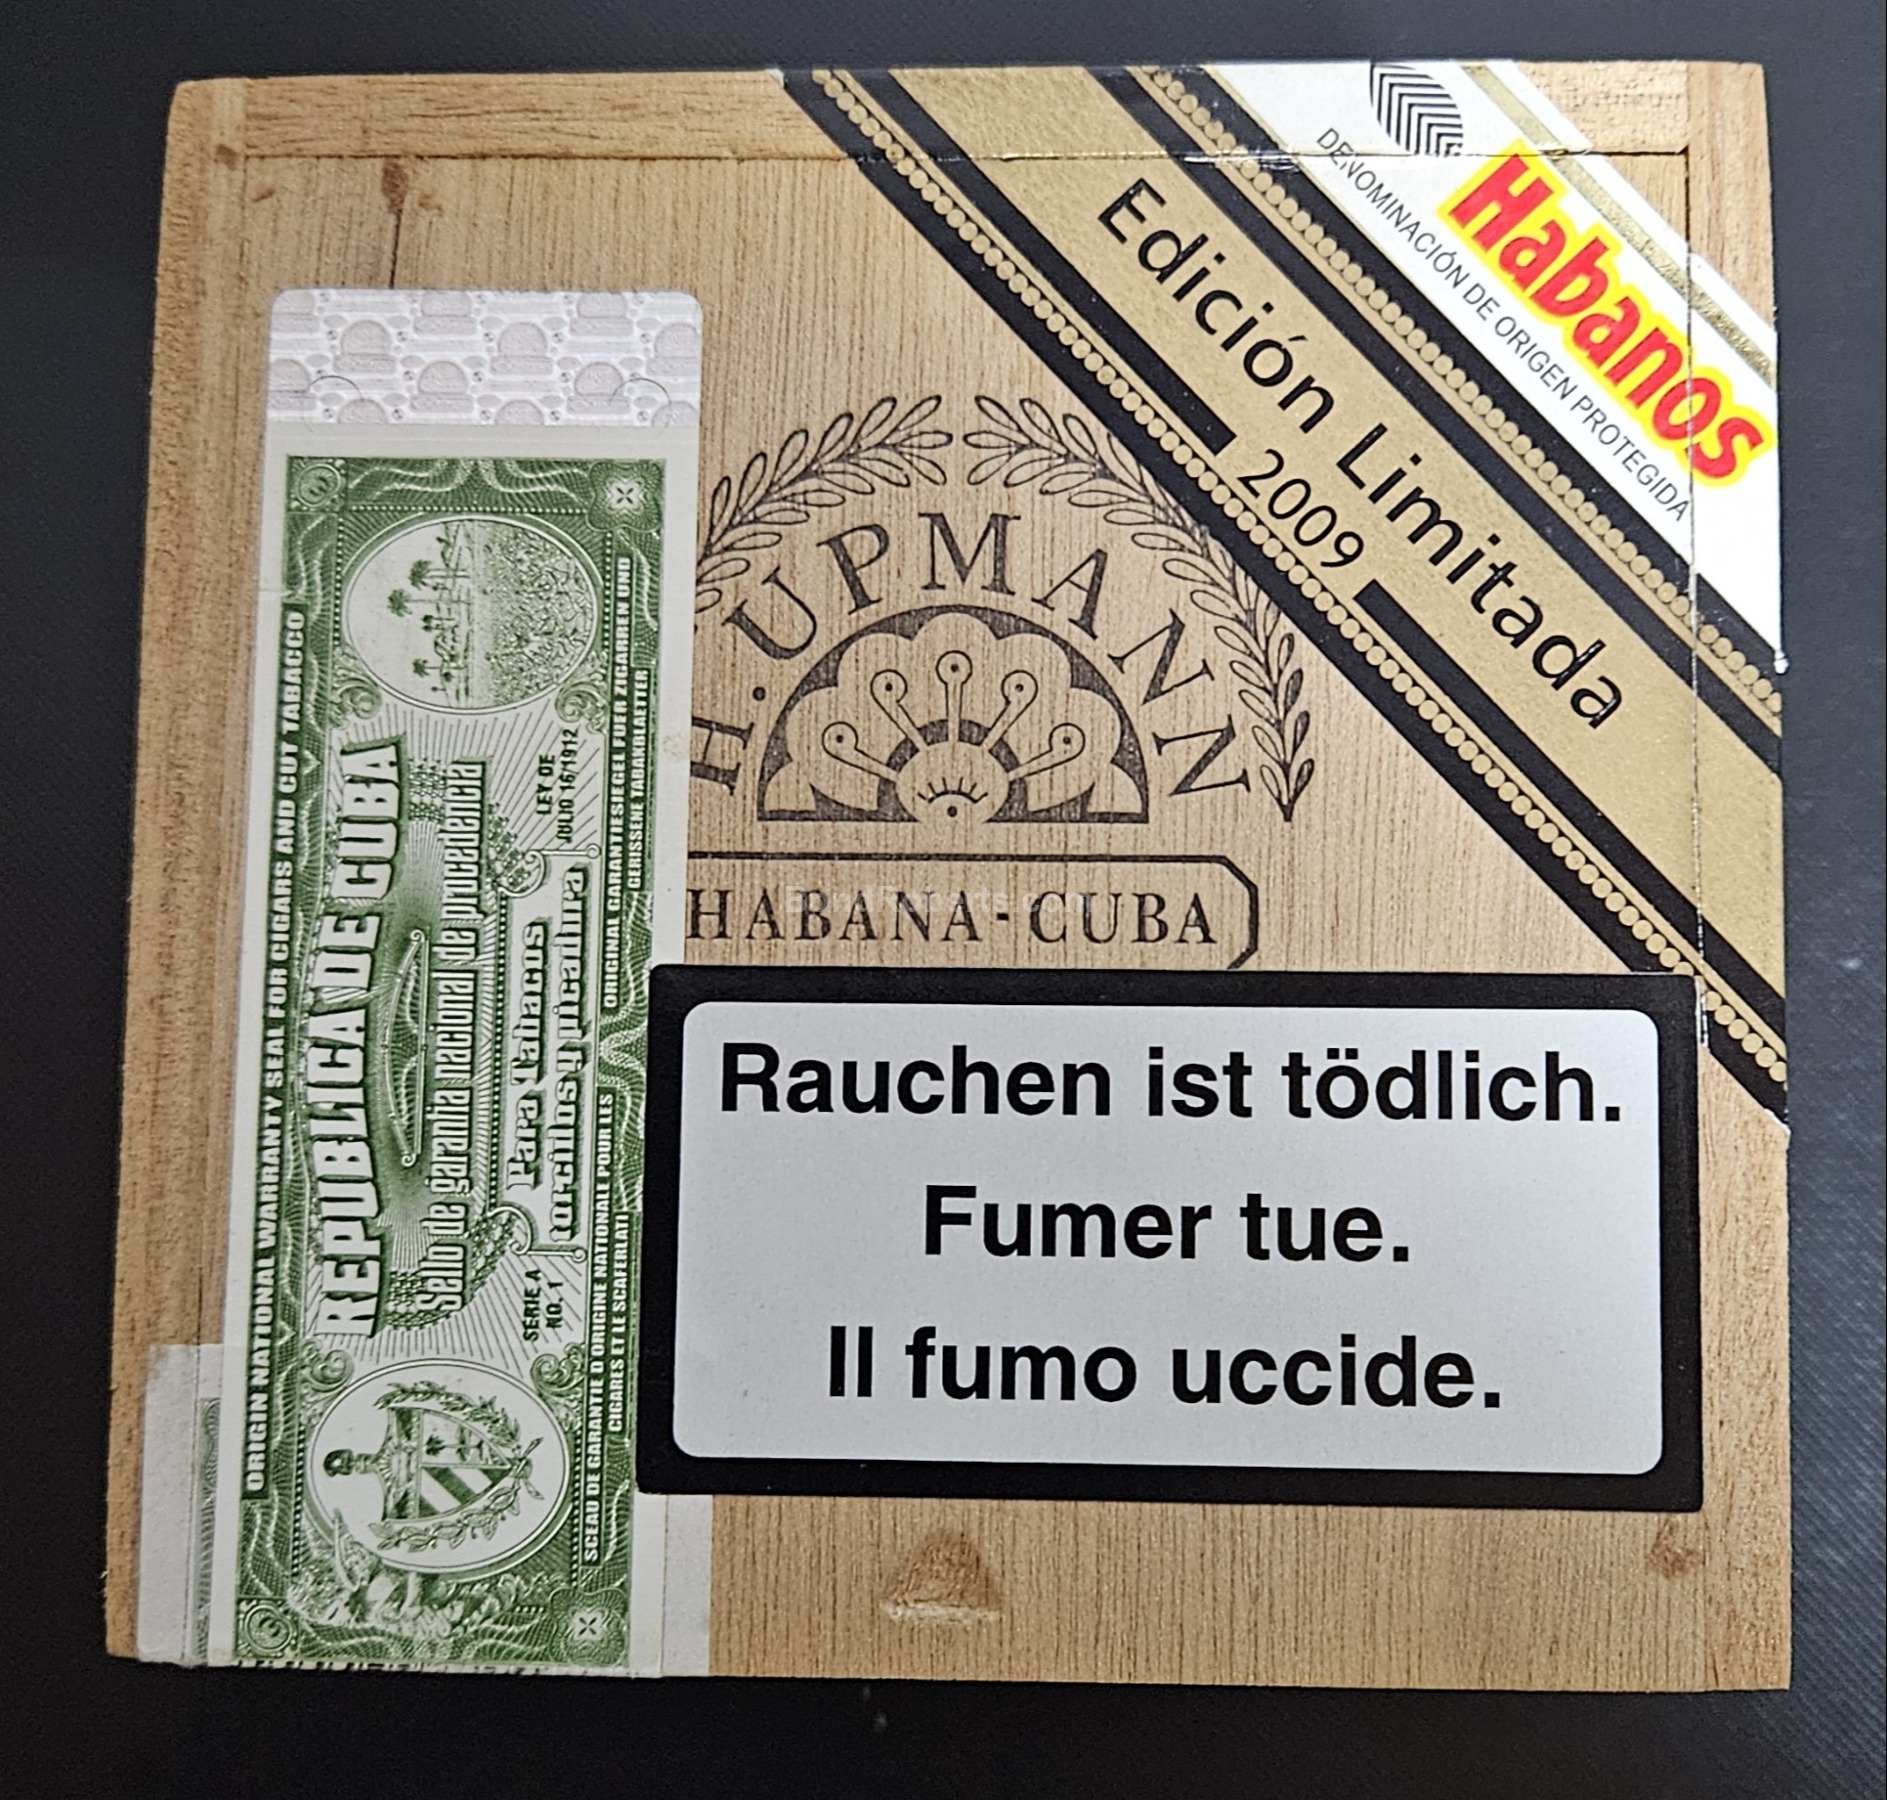 Habanos
DENOMINACIÓN DE ORIGEN PROTEGIDA
Edición Limitada
2009
H. UPMANN
HABANA-CUBA
ORIGIN NATIONAL WARRANTY SEAL FOR CIGARS AND CUT TABACCO
REPUBLICA DE CUBA
Sello de garantia nacional de procedencia
Para Tabacos
torcidos y picadura
LEY DE
JULIO 16/1912
SERIE A
NO. 1
ORIGINAL GARANTIESIEGEL FUER ZIGARREN UND
GERISSENE TABAKBLAETTER
SCEAU DE GARANTIE D'ORIGINE NATIONALE POUR LES
CIGARES ET LE SCAFERLATI
Rauchen ist tödlich.
Fumer tue.
Il fumo uccide.